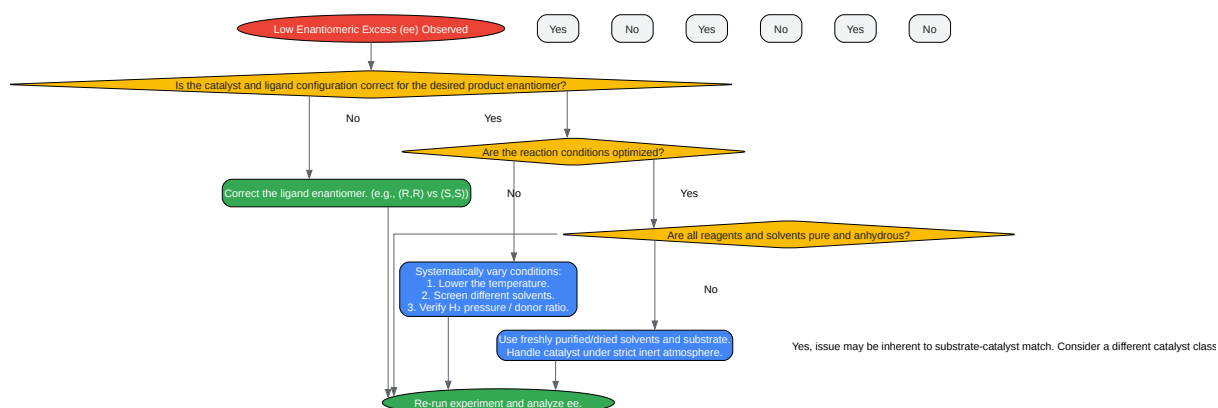 Low Enantiomeric Excess (ee) Observed
Yes
No
Yes
No
Yes
No
Is the catalyst and ligand configuration correct for the desired product enantiomer?
No
Yes
Are the reaction conditions optimized?
Correct the ligand enantiomer. (e.g., (R,R) vs (S,S))
No
Yes
Are all reagents and solvents pure and anhydrous?
Systematically vary conditions:
1. Lower the temperature.
2. Screen different solvents.
3. Verify H₂ pressure / donor ratio.
No
Use freshly purified/dried solvents and substrate.
Handle catalyst under strict inert atmosphere.
Yes, issue may be inherent to substrate-catalyst match. Consider a different catalyst class
Re-run experiment and analyze ee.